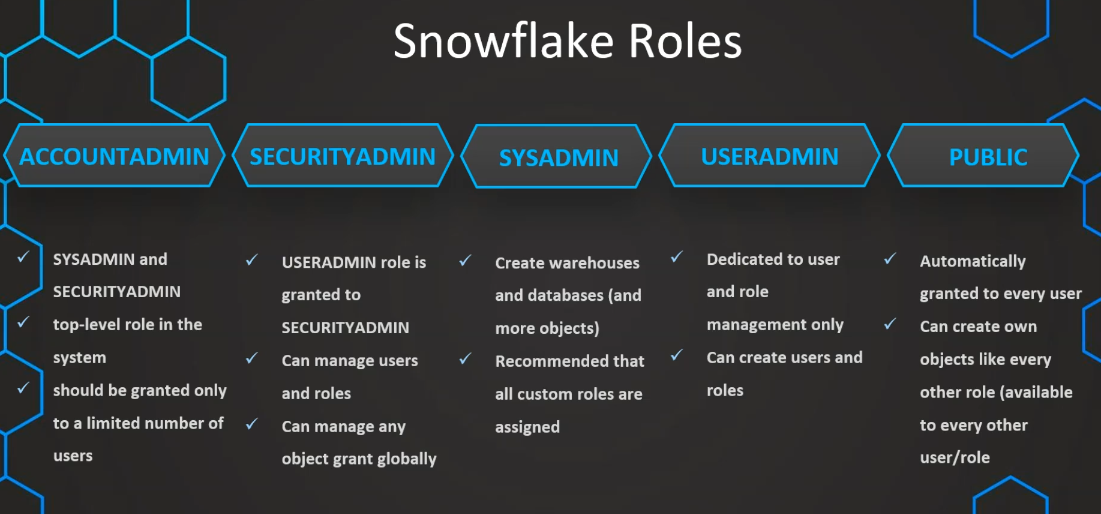 Snowflake Roles
ACCOUNTADMIN
SECURITYADMIN
SYSADMIN
USERADMIN
PUBLIC
✓ SYSADMIN and
SECURITYADMIN
✓ top-level role in the
system
✓ should be granted only
to a limited number of
users
✓ USERADMIN role is
granted to
SECURITYADMIN
✓ Can manage users
and roles
✓ Can manage any
object grant globally
✓ Create warehouses
and databases (and
more objects)
✓ Recommended that
all custom roles are
assigned
✓ Dedicated to user
and role
management only
✓ Can create users and
roles
✓ Automatically
granted to every user
✓ Can create own
objects like every
other role (available
to every other
user/role